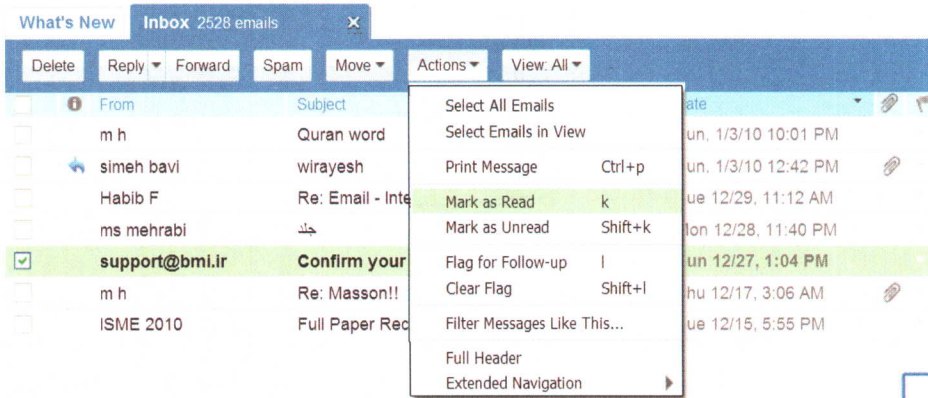 What's New Inbox 2528 emails
Delete Reply Forward Spam Move Actions View: All
From Subject ate
m h Quran word un, 1/3/10 10:01 PM
simeh bavi wirayesh un, 1/3/10 12:42 PM
Habib F Re: Email - Inte ue 12/29, 11:12 AM
ms mehrabi جلد on 12/28, 11:40 PM
support@bmi.ir Confirm your un 12/27, 1:04 PM
m h Re: Masson!! hu 12/17, 3:06 AM
ISME 2010 Full Paper Rec ue 12/15, 5:55 PM
Select All Emails
Select Emails in View
Print Message Ctrl+p
Mark as Read k
Mark as Unread Shift+k
Flag for Follow-up l
Clear Flag Shift+l
Filter Messages Like This...
Full Header
Extended Navigation